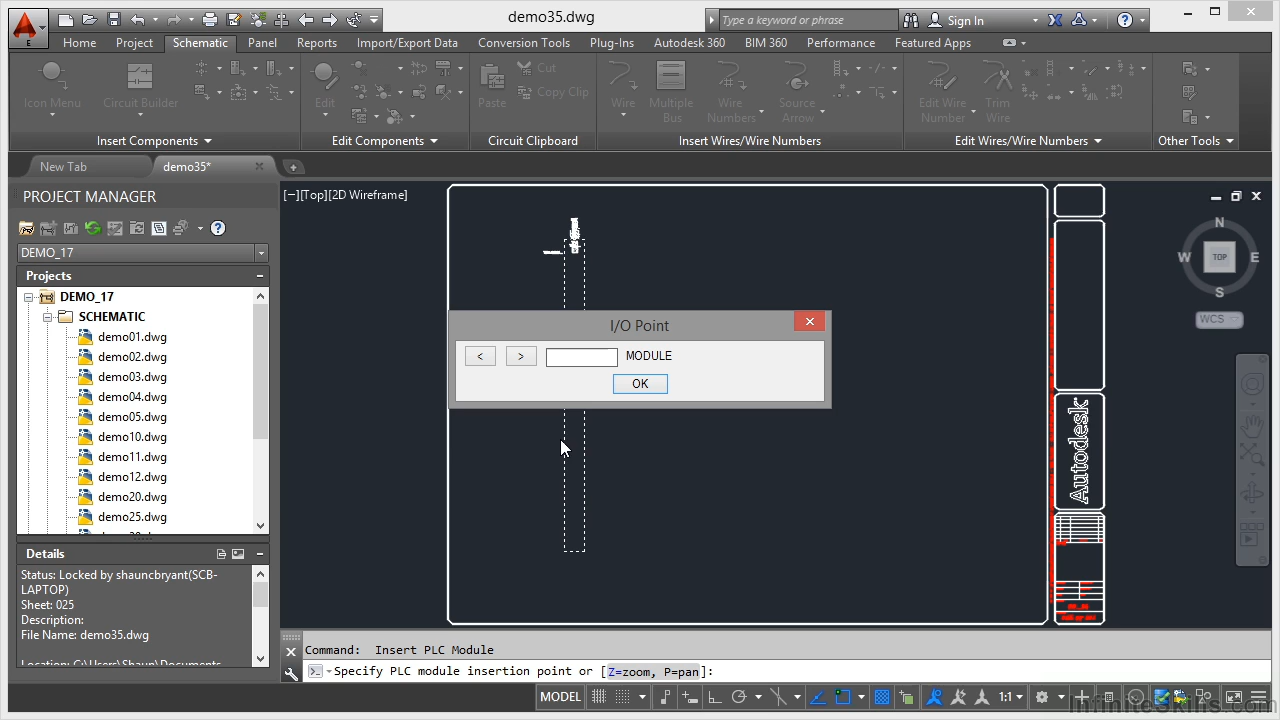 demo35.dwg
Type a keyword or phrase
Sign In
E
Home Project Schematic Panel Reports Import/Export Data Conversion Tools Plug-Ins Autodesk 360 BIM 360 Performance Featured Apps
Icon Menu
Circuit Builder
Edit
Paste
Cut
Copy Clip
Wire
Multiple
Bus
Wire
Numbers
Source
Arrow
Edit Wire
Number
Trim
Wire
Insert Components
Edit Components
Circuit Clipboard
Insert Wires/Wire Numbers
Edit Wires/Wire Numbers
Other Tools
New Tab
demo35*
PROJECT MANAGER
DEMO_17
Projects
DEMO_17
SCHEMATIC
demo01.dwg
demo02.dwg
demo03.dwg
demo04.dwg
demo05.dwg
demo10.dwg
demo11.dwg
demo12.dwg
demo20.dwg
demo25.dwg
Details
Status: Locked by shauncbryant(SCB-
LAPTOP)
Sheet: 025
Description:
File Name: demo35.dwg
Location: C:\Users\Shaun\Documents
[−][Top][2D Wireframe]
I/O Point
< > MODULE
OK
N
W TOP E
S
WCS
Autodesk
Command: Insert PLC Module
Specify PLC module insertion point or [Z=zoom, P=pan]:
MODEL
1:1
InfiniteSkills.com